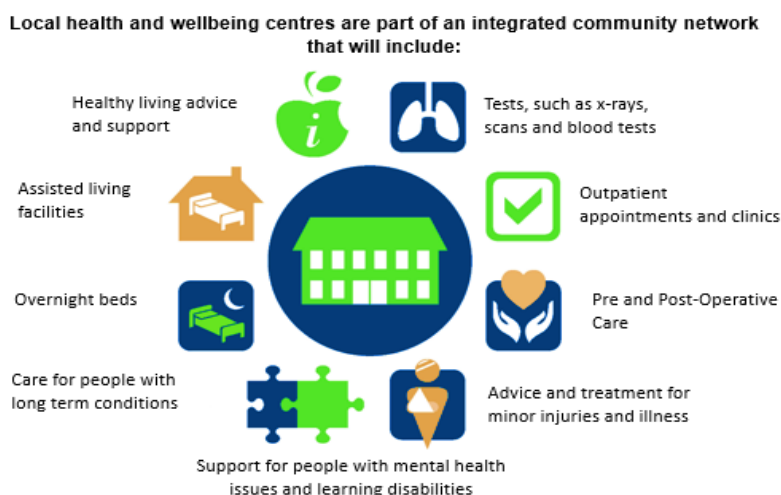 Local health and wellbeing centres are part of an integrated community network
that will include:
Healthy living advice
and support
i
Tests, such as x-rays,
scans and blood tests
Assisted living
facilities
Outpatient
appointments and clinics
Overnight beds
Pre and Post-Operative
Care
Care for people with
long term conditions
Advice and treatment for
minor injuries and illness
Support for people with mental health
issues and learning disabilities